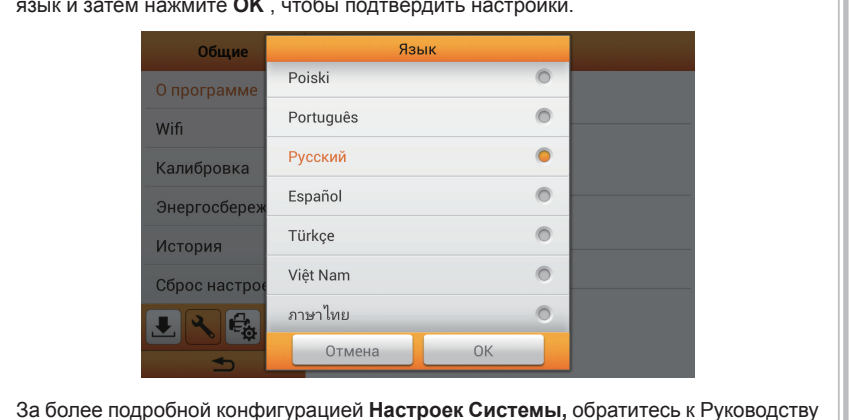 язык и затем нажмите OK , чтобы подтвердить настройки.
Общие
Язык
О программе
Wifi
Калибровка
Энергосбереж
История
Сброс настрое
Poiski
Português
Русский
Español
Türkçe
Việt Nam
ภาษาไทย
Отмена
OK
За более подробной конфигурацией Настроек Системы, обратитесь к Руководству